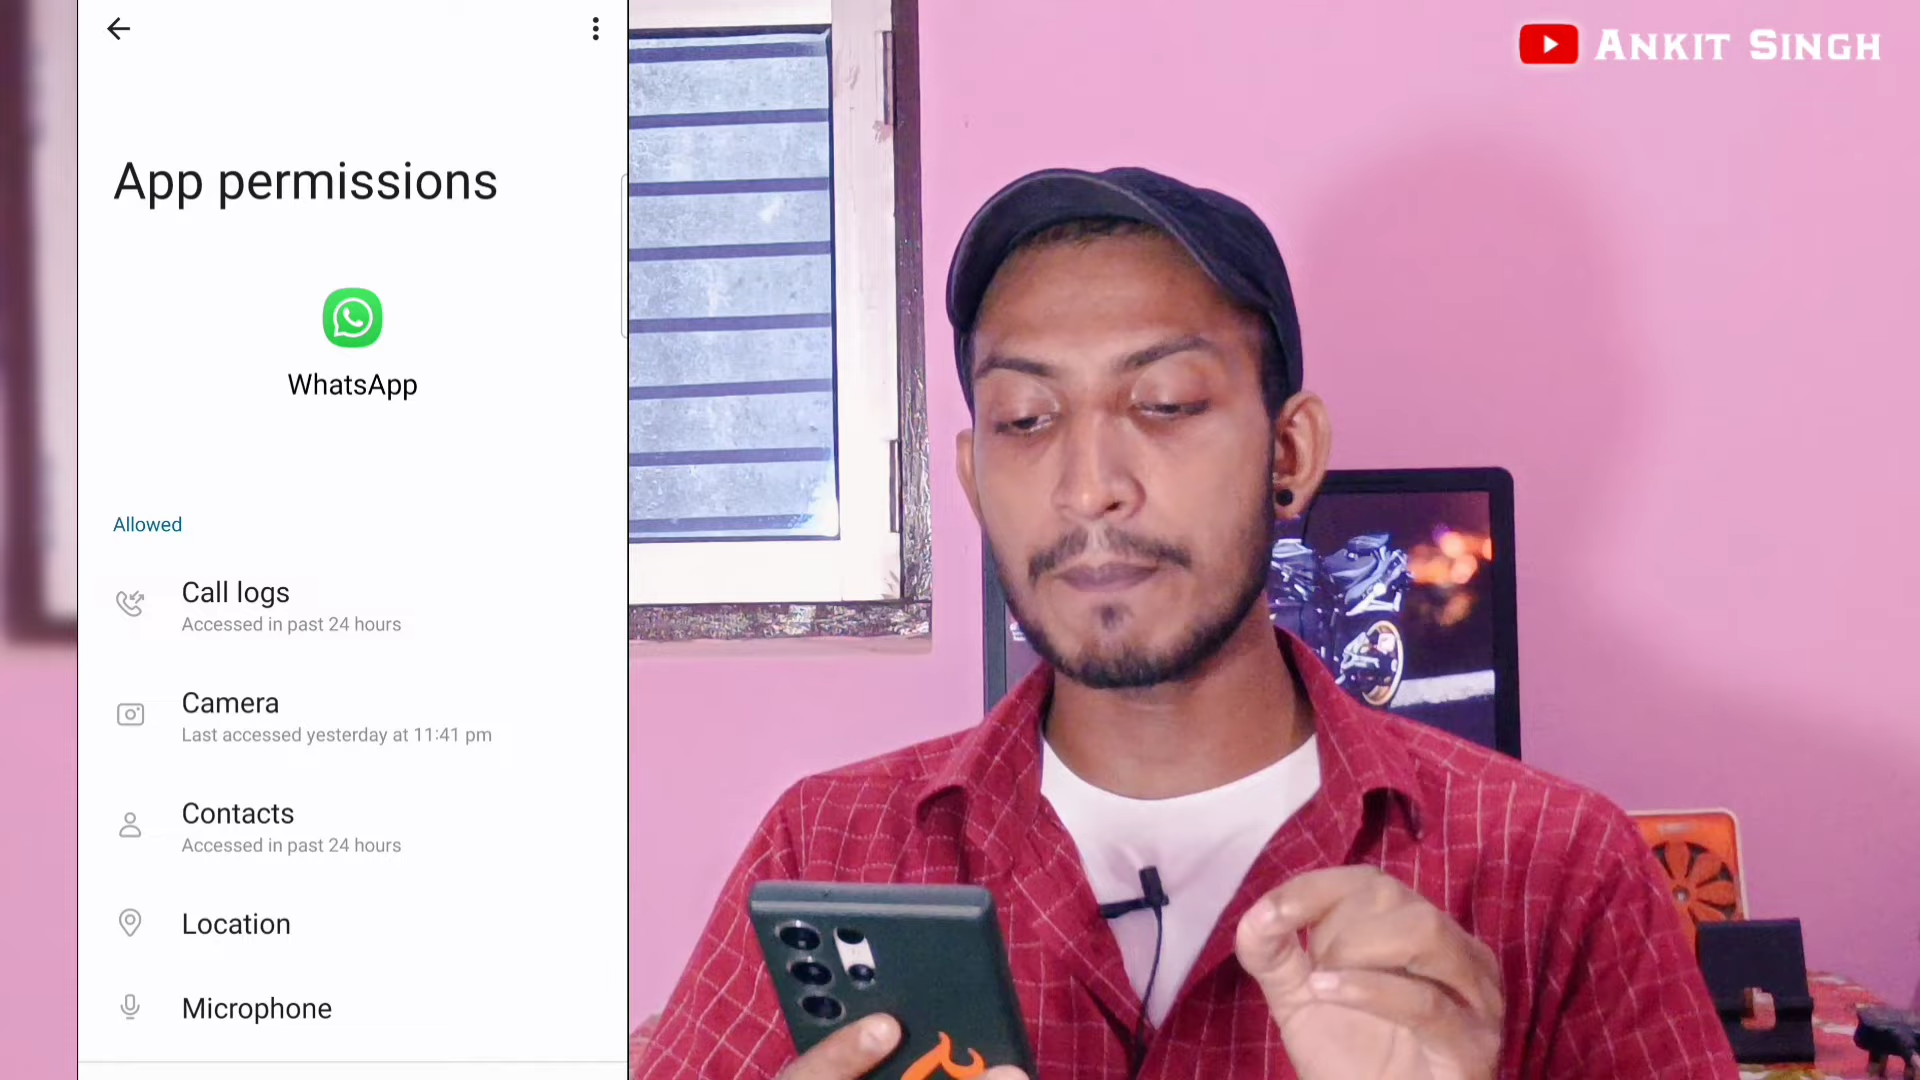 ANKIT SINGH
App permissions
WhatsApp
Allowed
Call logs
Accessed in past 24 hours
Camera
Last accessed yesterday at 11:41 pm
Contacts
Accessed in past 24 hours
Location
Microphone